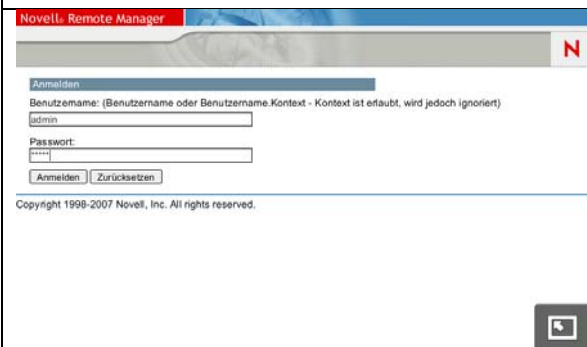 Novell® Remote Manager
N
Anmelden
Benutzername: (Benutzername oder Benutzername.Kontext - Kontext ist erlaubt, wird jedoch ignoriert)
admin
Passwort:
•••••
Anmelden Zurücksetzen
Copyright 1998-2007 Novell, Inc. All rights reserved.